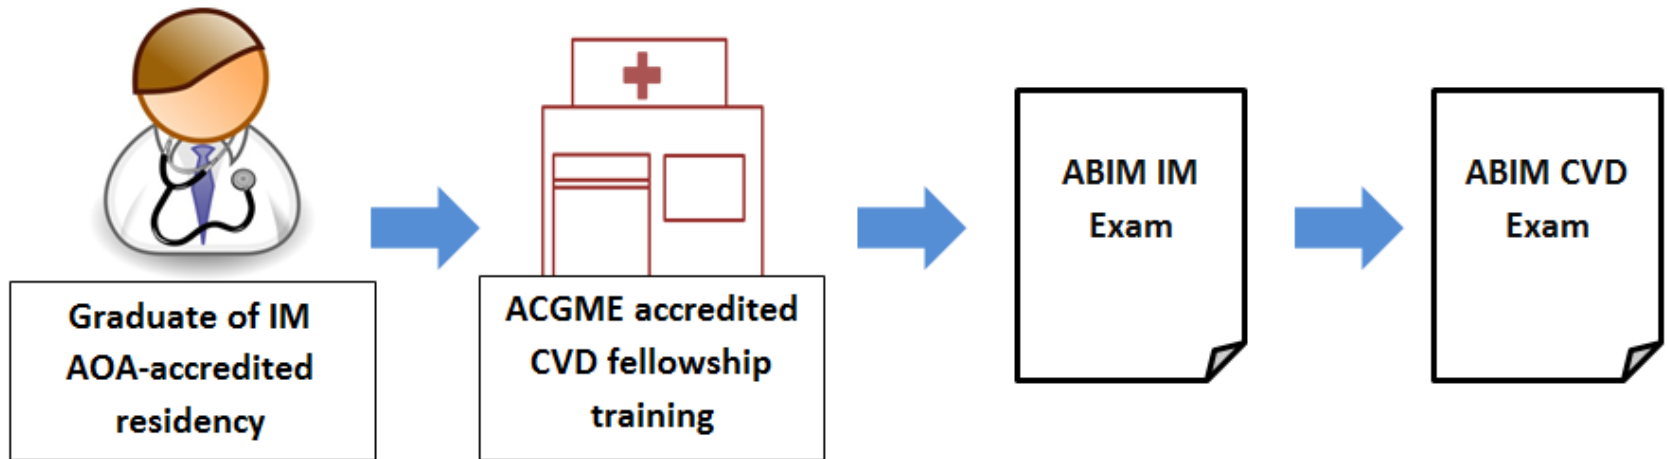 Graduate of IM
AOA-accredited
residency
ACGME accredited
CVD fellowship
training
ABIM IM
Exam
ABIM CVD
Exam